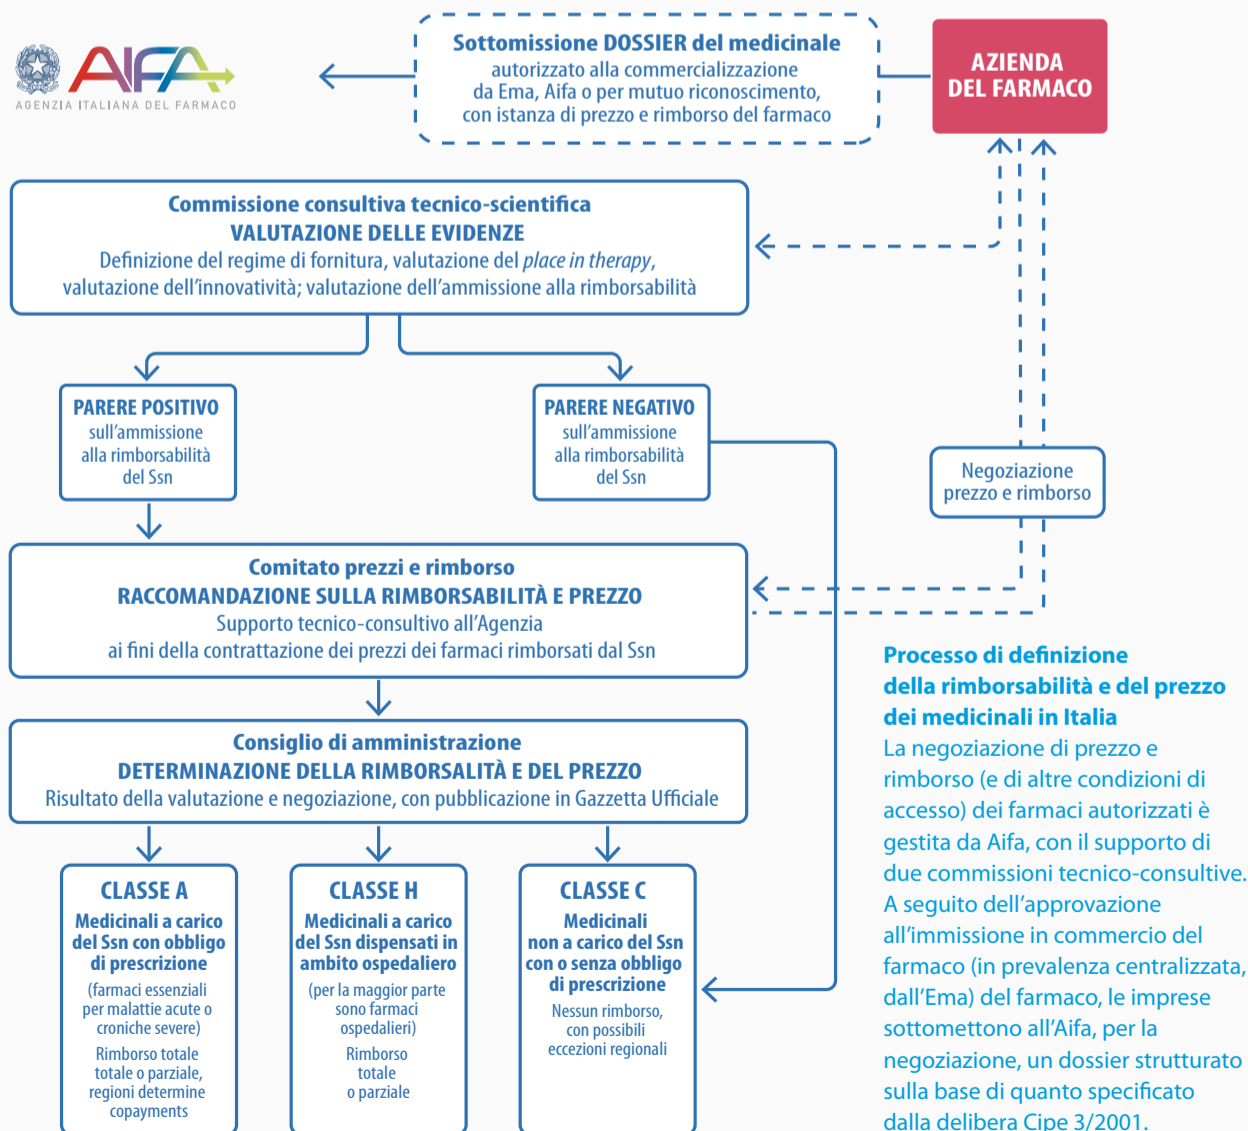 AIFA
AGENZIA ITALIANA DEL FARMACO
Sottomissione DOSSIER del medicinale
autorizzato alla commercializzazione
da Ema, Aifa o per mutuo riconoscimento,
con istanza di prezzo e rimborso del farmaco
AZIENDA
DEL FARMACO
Commissione consultiva tecnico-scientifica
VALUTAZIONE DELLE EVIDENZE
Definizione del regime di fornitura, valutazione del place in therapy,
valutazione dell'innovatività; valutazione dell'ammissione alla rimborsabilità
PARERE POSITIVO
sull'ammissione
alla rimborsabilità
del Ssn
PARERE NEGATIVO
sull'ammissione
alla rimborsabilità
del Ssn
Negoziazione
prezzo e rimborso
Comitato prezzi e rimborso
RACCOMANDAZIONE SULLA RIMBORSABILITÀ E PREZZO
Supporto tecnico-consultivo all'Agenzia
ai fini della contrattazione dei prezzi dei farmaci rimborsati dal Ssn
Consiglio di amministrazione
DETERMINAZIONE DELLA RIMBORSALITÀ E DEL PREZZO
Risultato della valutazione e negoziazione, con pubblicazione in Gazzetta Ufficiale
CLASSE A
Medicinali a carico
del Ssn con obbligo
di prescrizione
(farmaci essenziali
per malattie acute o
croniche severe)
Rimborso totale
totale o parziale,
regioni determine
copayments
CLASSE H
Medicinali a carico
del Ssn dispensati in
ambito ospedaliero
(per la maggior parte
sono farmaci
ospedalieri)
Rimborso
totale
o parziale
CLASSE C
Medicinali
non a carico del Ssn
con o senza obbligo
di prescrizione
Nessun rimborso,
con possibili
eccezioni regionali
Processo di definizione
della rimborsabilità e del prezzo
dei medicinali in Italia
La negoziazione di prezzo e
rimborso (e di altre condizioni di
accesso) dei farmaci autorizzati è
gestita da Aifa, con il supporto di
due commissioni tecnico-consultive.
A seguito dell'approvazione
all'immissione in commercio del
farmaco (in prevalenza centralizzata,
dall'Ema) del farmaco, le imprese
sottomettono all'Aifa, per la
negoziazione, un dossier strutturato
sulla base di quanto specificato
dalla delibera Cipe 3/2001.